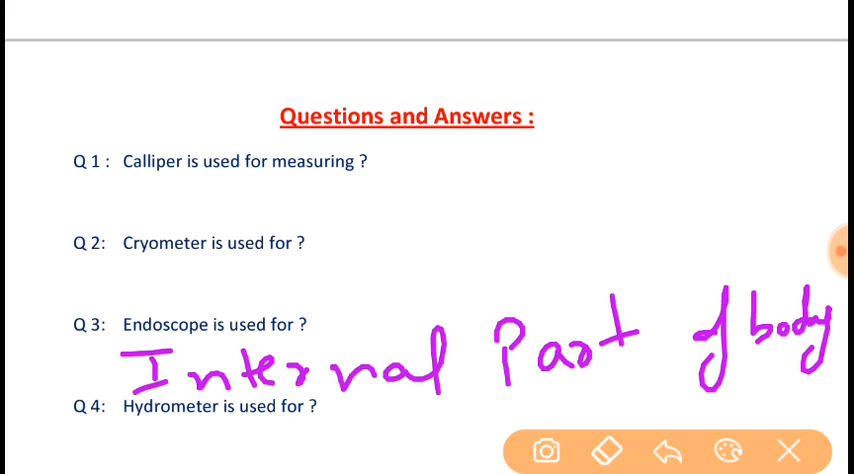 Questions and Answers :
Q 1 : Calliper is used for measuring ?
Q 2: Cryometer is used for ?
Q 3: Endoscope is used for ?
Internal Part of body
Q 4: Hydrometer is used for ?